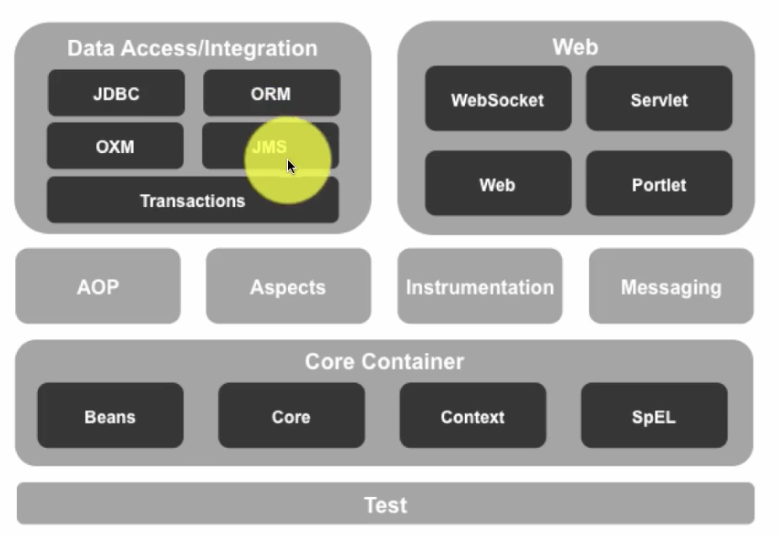 Data Access/Integration
JDBC
ORM
OXM
JMS
Transactions
Web
WebSocket
Servlet
Web
Portlet
AOP
Aspects
Instrumentation
Messaging
Core Container
Beans
Core
Context
SpEL
Test